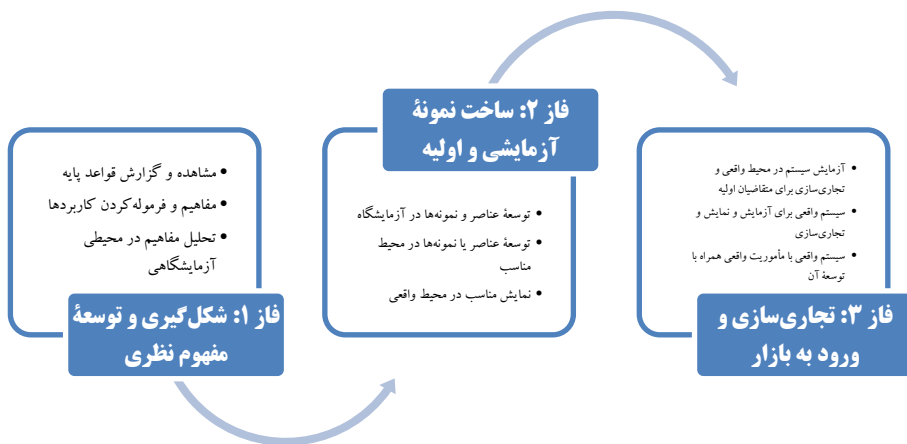 • مشاهده و گزارش قواعد پایه
• مفاهیم و فرموله‌کردن کاربردها
• تحلیل مفاهیم در محیطی
آزمایشگاهی
فاز ۱: شکل‌گیری و توسعهٔ
مفهوم نظری
فاز ۲: ساخت نمونهٔ
آزمایشی و اولیه
• توسعهٔ عناصر و نمونه‌ها در آزمایشگاه
• توسعهٔ عناصر یا نمونه‌ها در محیط
مناسب
• نمایش مناسب در محیط واقعی
• آزمایش سیستم در محیط واقعی و
تجاری‌سازی برای متقاضیان اولیه
• سیستم واقعی برای آزمایش و نمایش و
تجاری‌سازی
• سیستم واقعی با مأموریت واقعی همراه با
توسعهٔ آن
فاز ۳: تجاری‌سازی و
ورود به بازار